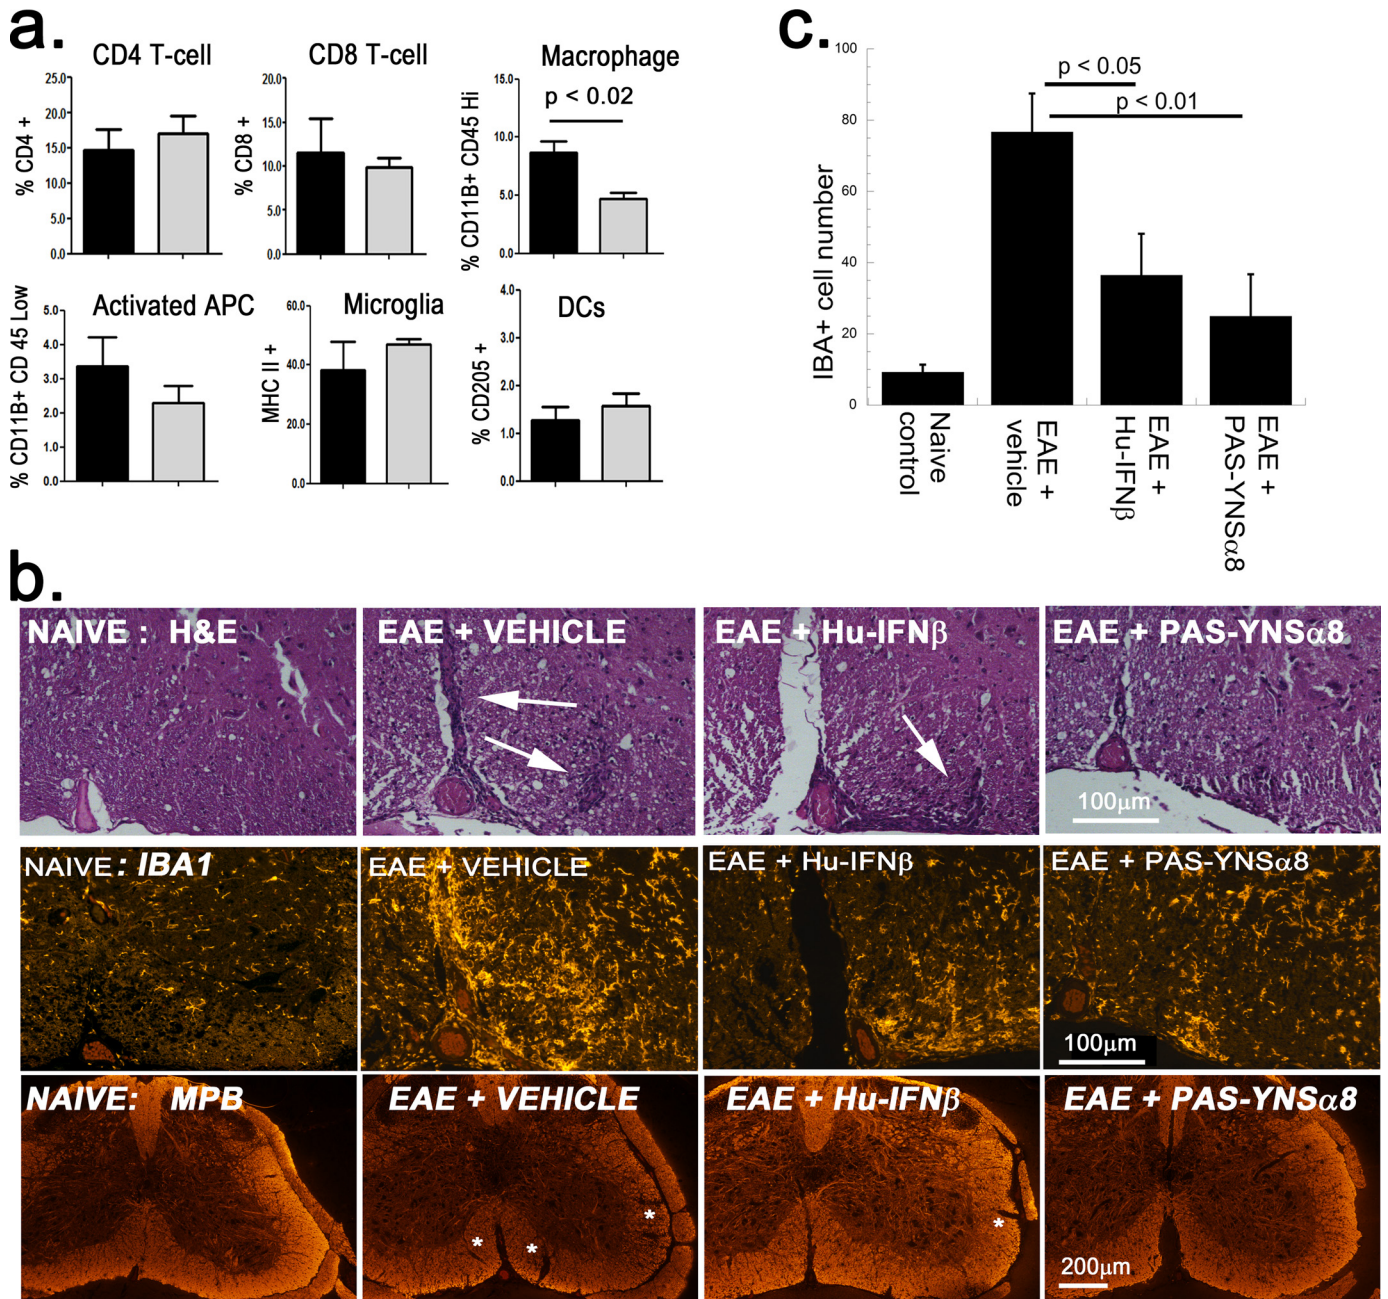 a.
CD4 T-cell
% CD4 +
25.0
20.0
15.0
10.0
5.0
0.0
CD8 T-cell
% CD8 +
20.0
15.0
10.0
5.0
0.0
Macrophage
% CD11B+ CD45 Hi
15.0
10.0
5.0
0.0
p < 0.02
Activated APC
% CD11B+ CD 45 Low
5.0
4.0
3.0
2.0
1.0
0.0
Microglia
MHC II +
60.0
40.0
20.0
0.0
DCs
% CD205 +
4.0
3.0
2.0
1.0
0.0
c.
IBA+ cell number
100
80
60
40
20
0
p < 0.05
p < 0.01
Naive
control
EAE +
vehicle
EAE +
Hu-IFNβ
EAE +
PAS-YNSα8
b.
NAIVE : H&E
EAE + VEHICLE
EAE + Hu-IFNβ
EAE + PAS-YNSα8
100µm
NAIVE : IBA1
EAE + VEHICLE
EAE + Hu-IFNβ
EAE + PAS-YNSα8
100µm
NAIVE: MPB
EAE + VEHICLE
EAE + Hu-IFNβ
EAE + PAS-YNSα8
* * *
*
200µm